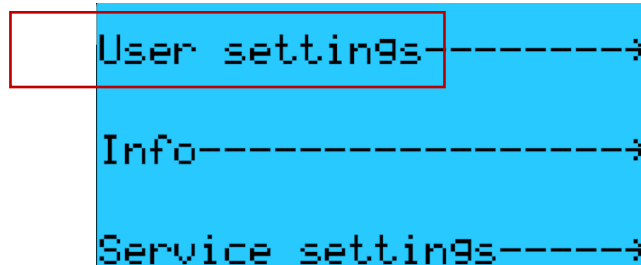 User settings--------→
Info-----------------→
Service settings-----→